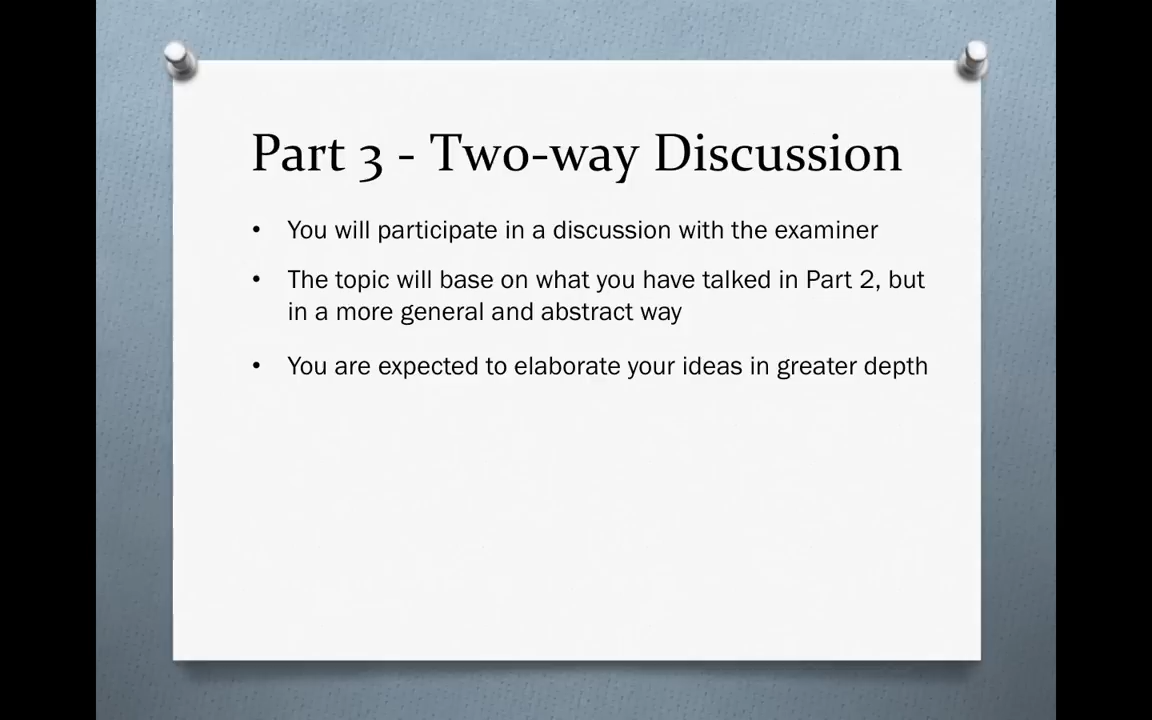 Part 3 - Two-way Discussion
• You will participate in a discussion with the examiner
• The topic will base on what you have talked in Part 2, but
in a more general and abstract way
• You are expected to elaborate your ideas in greater depth